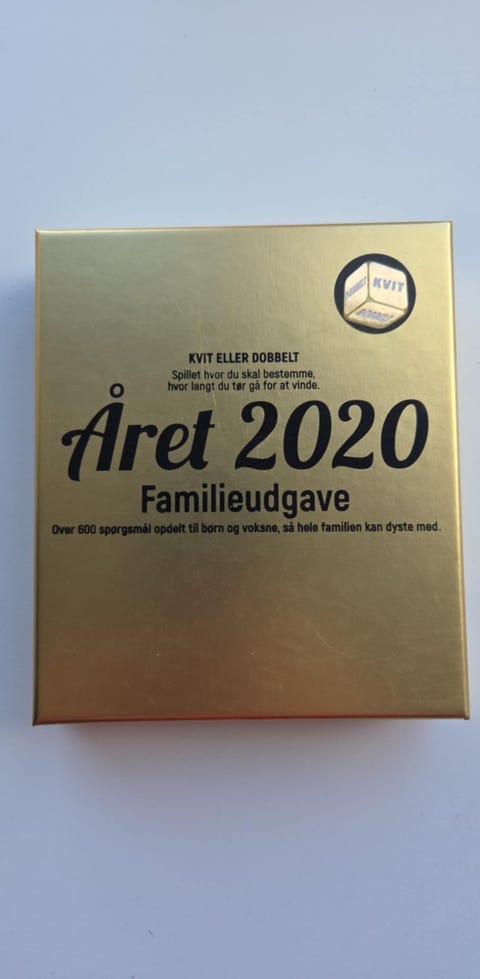 DOBBELT KVIT
DOBBELT
KVIT ELLER DOBBELT
Spillet hvor du skal bestemme,
hvor langt du tør gå for at vinde.
Året 2020
Familieudgave
Over 600 spørgsmål opdelt til børn og voksne, så hele familien kan dyste med.